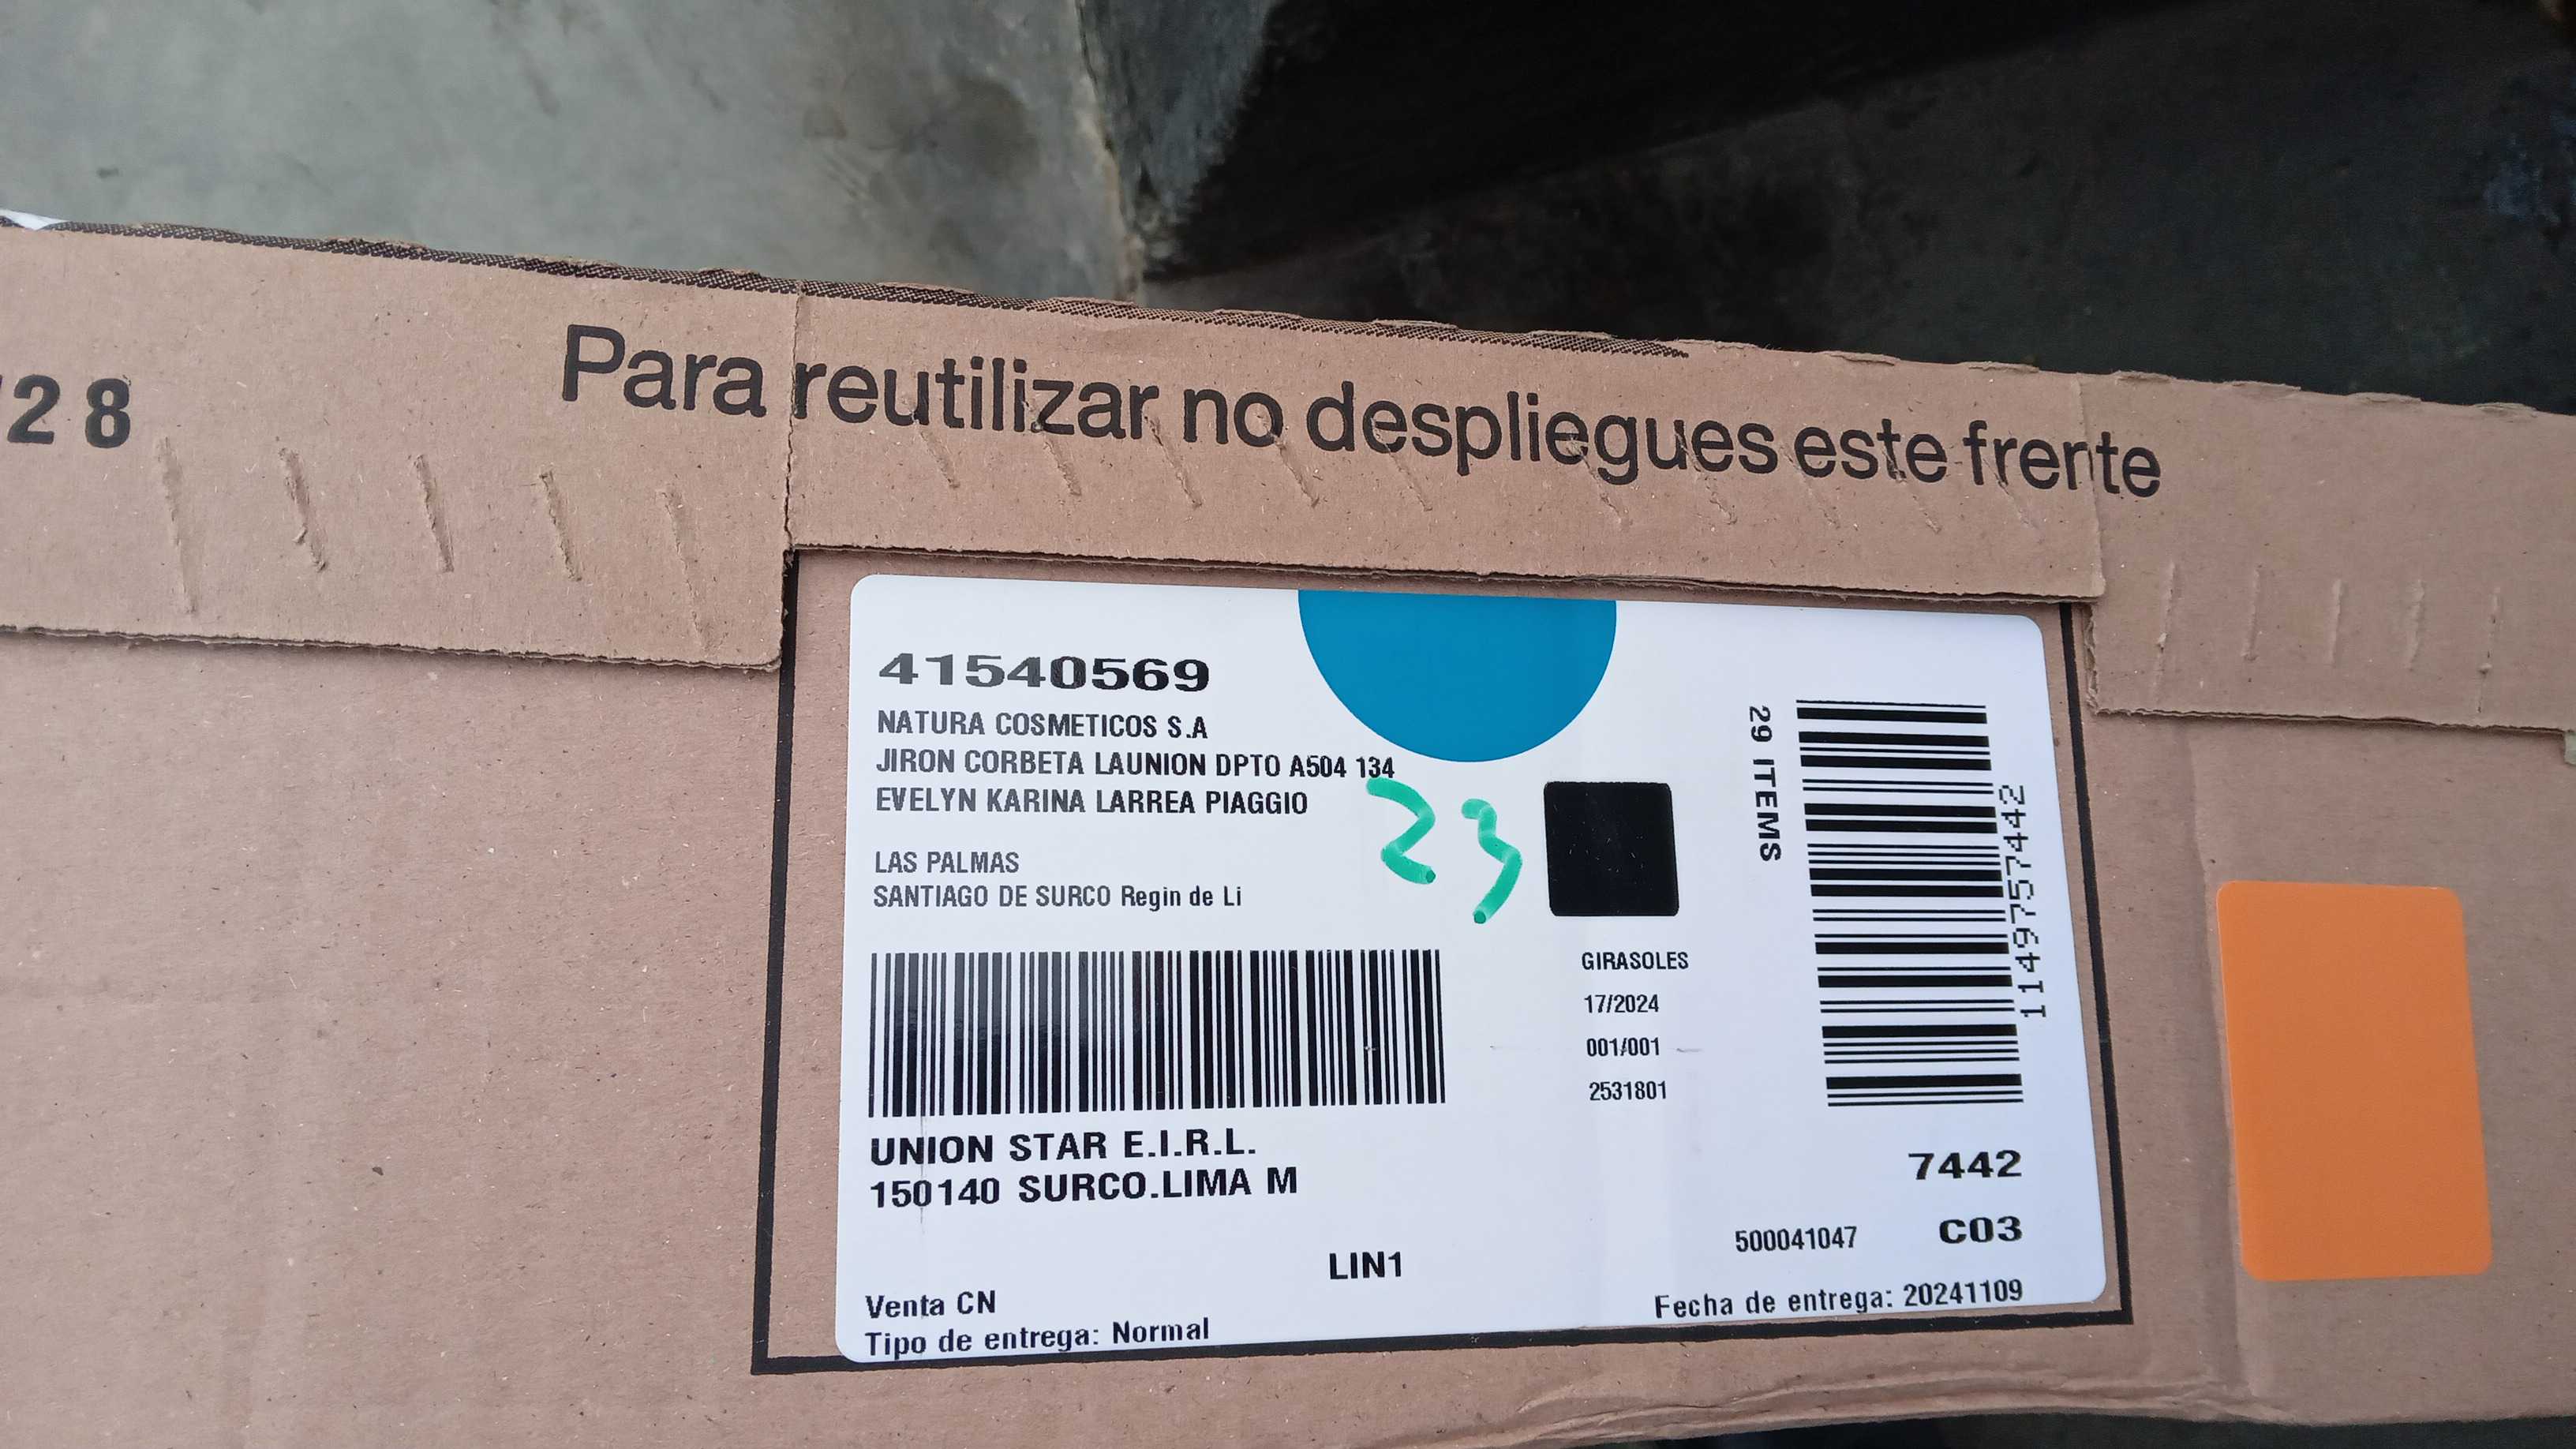 28
Para reutilizar no despliegues este frente
41540569
NATURA COSMETICOS S.A
JIRON CORBETA LAUNION DPTO A504 134
EVELYN KARINA LARREA PIAGGIO
23
LAS PALMAS
SANTIAGO DE SURCO Regin de Li
29 ITEMS
1149757442
GIRASOLES
17/2024
001/001
2531801
UNION STAR E.I.R.L.
150140 SURCO.LIMA M
7442
500041047 C03
LIN1
Venta CN
Fecha de entrega: 20241109
Tipo de entrega: Normal